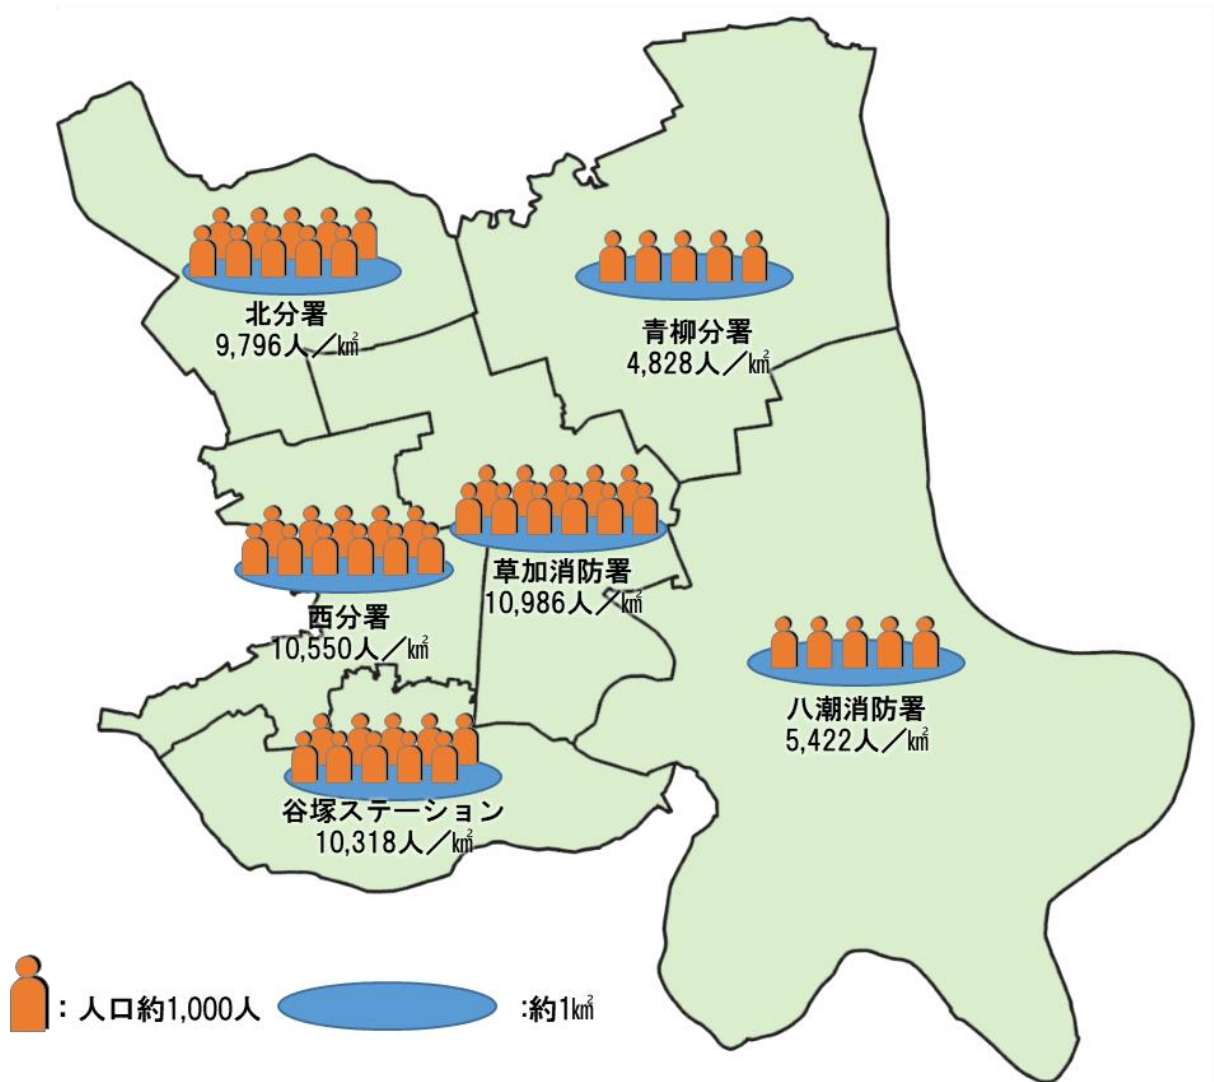 北分署
9,796人／㎢
青柳分署
4,828人／㎢
草加消防署
10,986人／㎢
西分署
10,550人／㎢
八潮消防署
5,422人／㎢
谷塚ステーション
10,318人／㎢
：人口約1,000人
:約1㎢